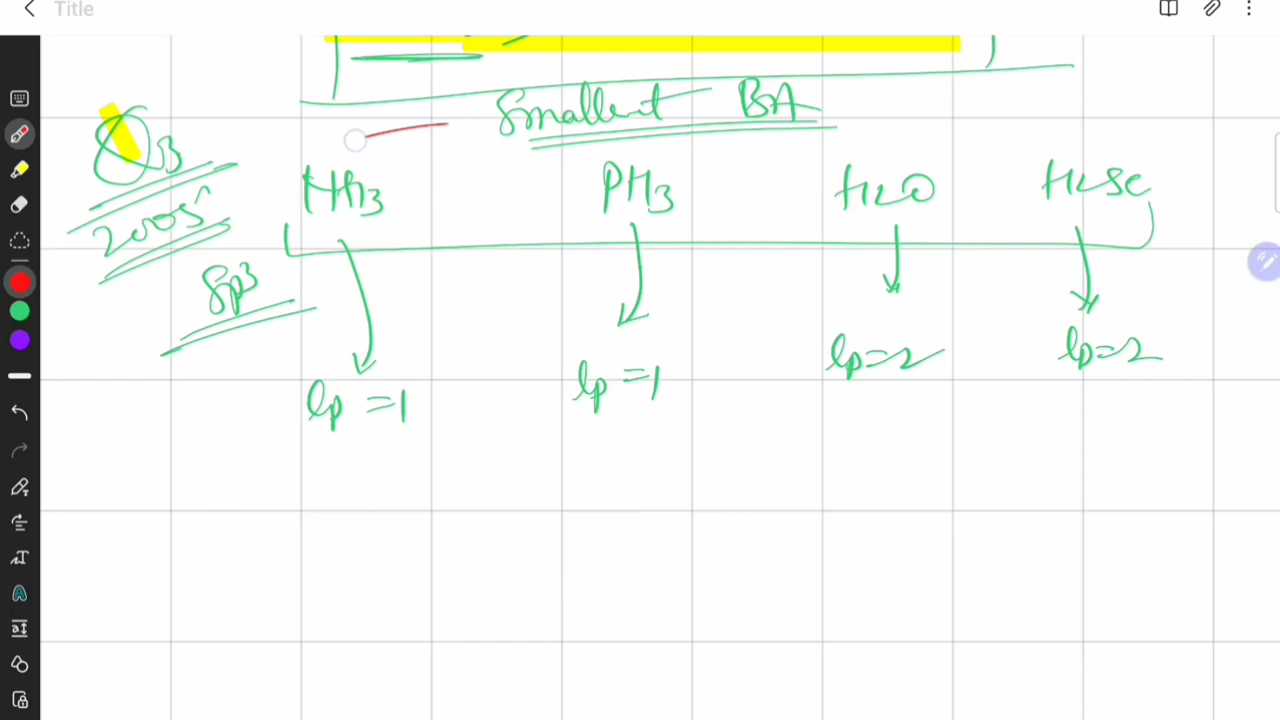 Title
Smallest BA
Q3
NH3 PH3 H2O H2Se
2005
sp3
lp=2 lp=2
lp=1 lp=1